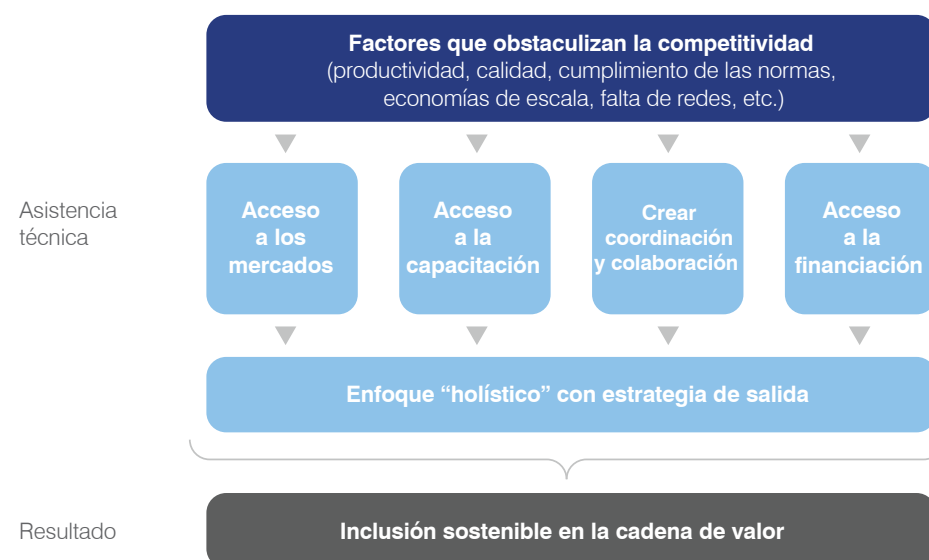 Factores que obstaculizan la competitividad
(productividad, calidad, cumplimiento de las normas,
economías de escala, falta de redes, etc.)
Asistencia
técnica
Acceso
a los
mercados
Acceso
a la
capacitación
Crear
coordinación
y colaboración
Acceso
a la
financiación
Enfoque “holístico” con estrategia de salida
Resultado
Inclusión sostenible en la cadena de valor